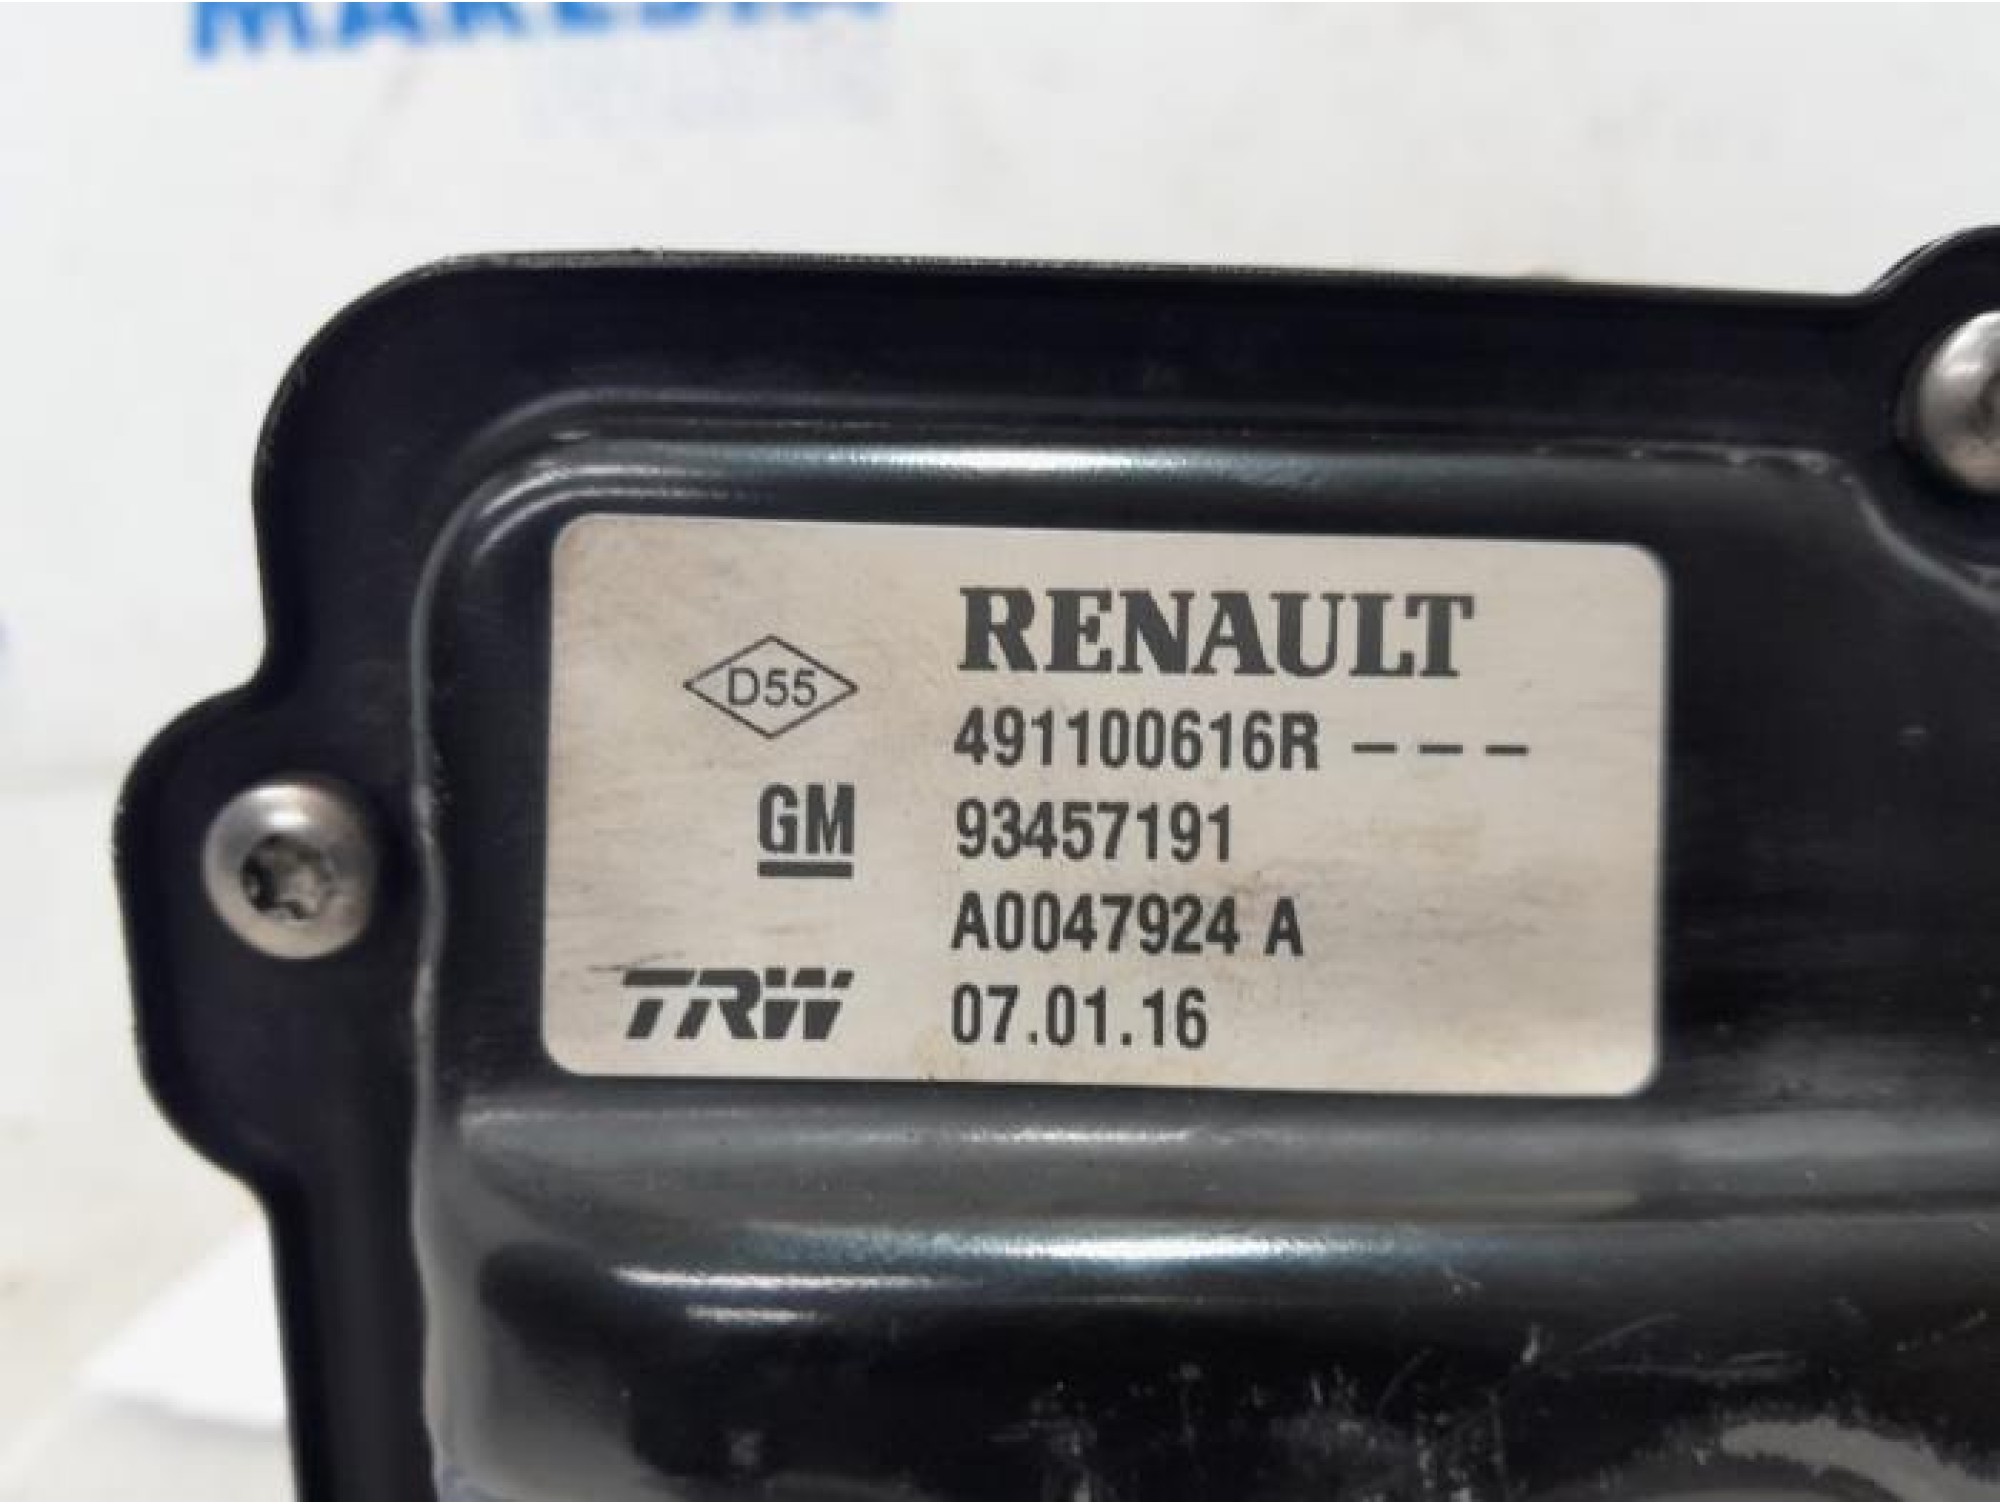 RENAULT
D55
491100616R - - -
GM
93457191
A0047924 A
TRW
07.01.16